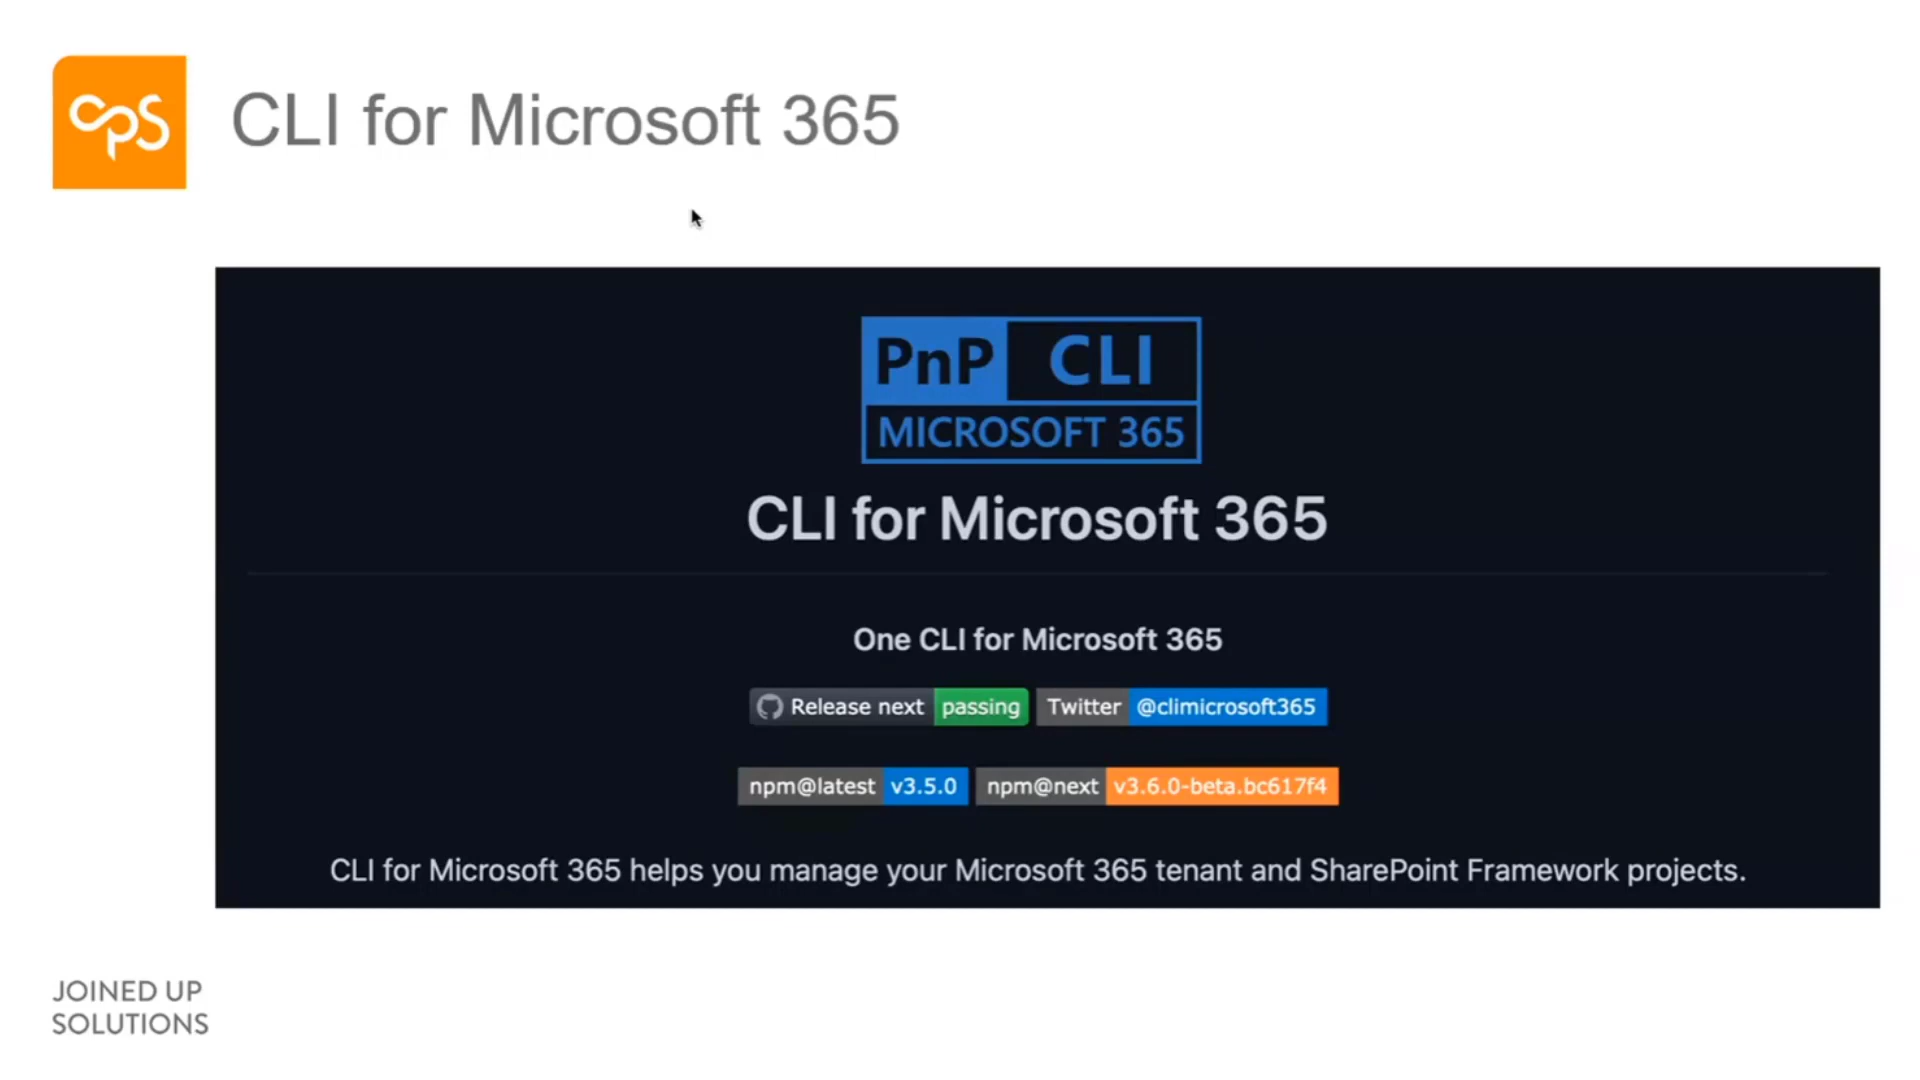 cps
CLI for Microsoft 365
PnP CLI
MICROSOFT 365
CLI for Microsoft 365
One CLI for Microsoft 365
Release next passing Twitter @climicrosoft365
npm@latest v3.5.0 npm@next v3.6.0-beta.bc617f4
CLI for Microsoft 365 helps you manage your Microsoft 365 tenant and SharePoint Framework projects.
JOINED UP
SOLUTIONS